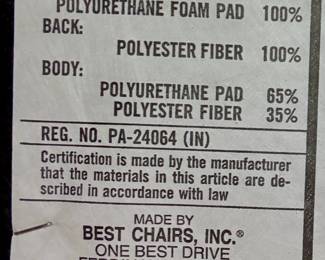 POLYURETHANE FOAM PAD 100%
BACK:
POLYESTER FIBER 100%
BODY:
POLYURETHANE PAD 65%
POLYESTER FIBER 35%
REG. NO. PA-24064 (IN)
Certification is made by the manufacturer
that the materials in this article are de-
scribed in accordance with law
MADE BY
BEST CHAIRS, INC.®
ONE BEST DRIVE